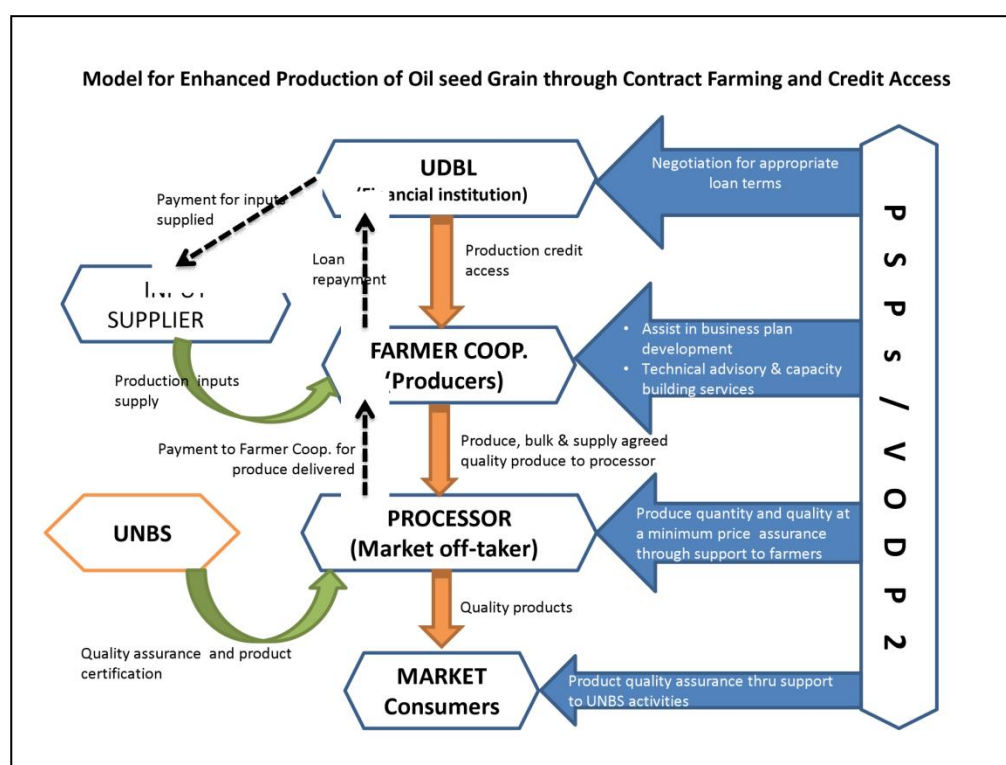 Model for Enhanced Production of Oil seed Grain through Contract Farming and Credit Access
UDBL
(Financial institution)
Negotiation for appropriate
loan terms
Payment for inputs
supplied
Loan
repayment
Production credit
access
INPUT
SUPPLIER
FARMER COOP.
(Producers)
• Assist in business plan
development
• Technical advisory & capacity
building services
Production inputs
supply
Payment to Farmer Coop. for
produce delivered
Produce, bulk & supply agreed
quality produce to processor
UNBS
PROCESSOR
(Market off-taker)
Produce quantity and quality at
a minimum price assurance
through support to farmers
Quality products
Quality assurance and product
certification
MARKET
Consumers
Product quality assurance thru support
to UNBS activities
PSPs/VODP2